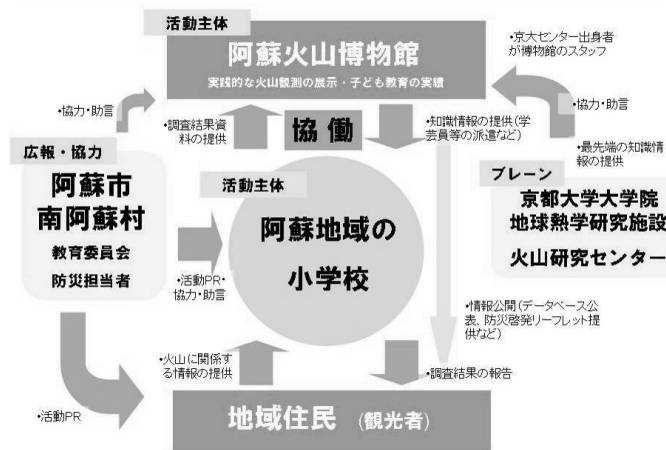 活動主体
阿蘇火山博物館
実践的な火山観測の展示・子ども教育の実績
•京大センター出身者
が博物館のスタッフ
•協力・助言
•調査結果資
料の提供
協働
•知識情報の提供(学
芸員等の派遣など)
•協力・助言
•最先端の知識情
報の提供
広報・協力
阿蘇市
南阿蘇村
教育委員会
防災担当者
活動主体
阿蘇地域の
小学校
ブレーン
京都大学大学院
地球熱学研究施設
火山研究センター
•活動PR・
協力・助言
•情報公開(データベース公
表、防災啓発リーフレット提
供など)
•火山に関係す
る情報の提供
•調査結果の報告
•活動PR
地域住民 (観光者)